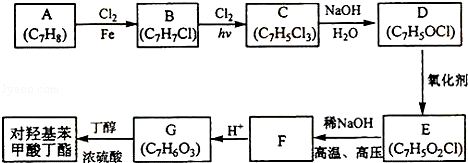 A
(C7H8)
Cl2
Fe
B
(C7H7Cl)
Cl2
hν
C
(C7H5Cl3)
NaOH
H2O
D
(C7H5OCl)
氧化剂
对羟基苯
甲酸丁酯
丁醇
浓硫酸
G
(C7H6O3)
H+
F
稀NaOH
高温、高压
E
(C7H5O2Cl)